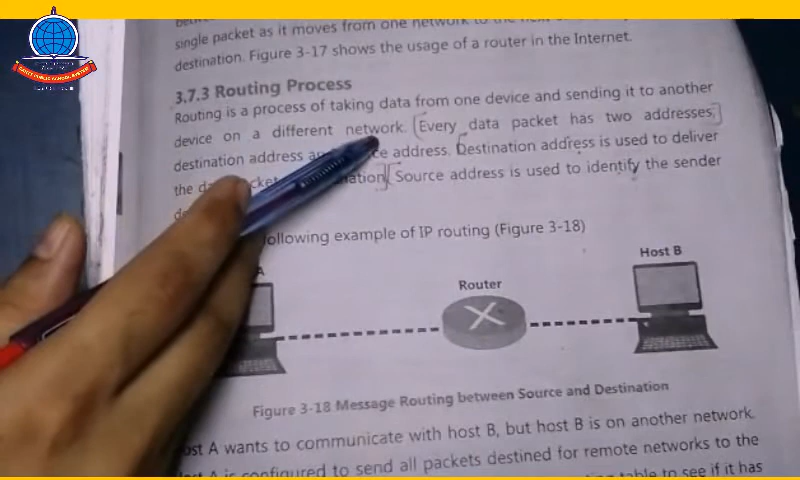 single packet as it moves from one network to the next
destination. Figure 3-17 shows the usage of a router in the Internet.
3.7.3 Routing Process
Routing is a process of taking data from one device and sending it to another
device on a different network. Every data packet has two addresses,
destination address address. Destination address is used to deliver
the Source address is used to identify the sender
following example of IP routing (Figure 3-18)
A
Router
Host B
Figure 3-18 Message Routing between Source and Destination
Host A wants to communicate with host B, but host B is on another network.
A is configured to send all packets destined for remote networks to the
table to see if it has